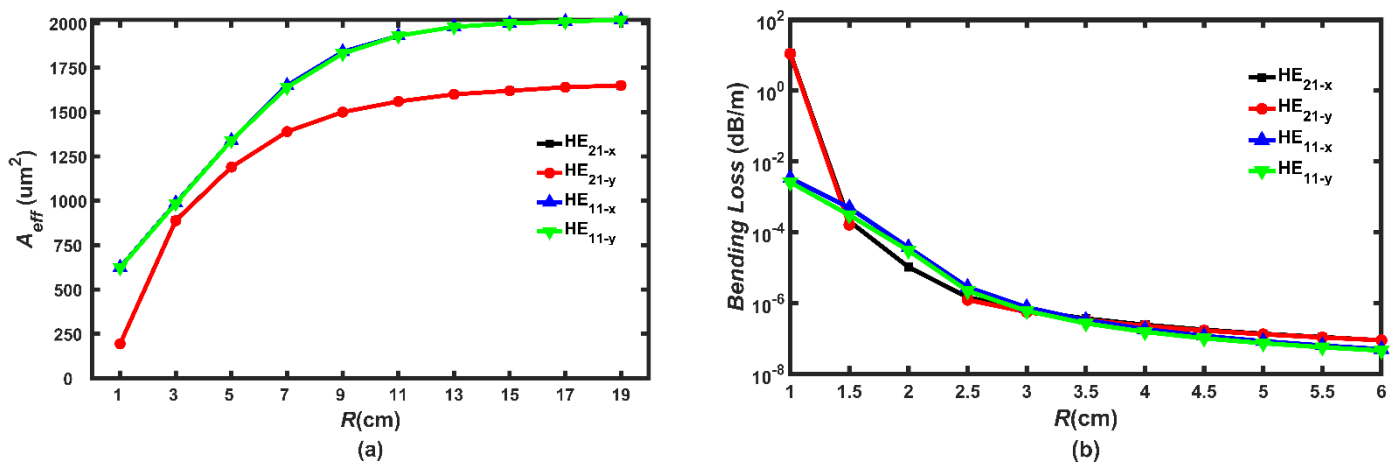 A_eff (um²)
2000
1750
1500
1250
1000
750
500
250
0
HE21-x
HE21-y
HE11-x
HE11-y
1 3 5 7 9 11 13 15 17 19
R(cm)
(a)
Bending Loss (dB/m)
10²
10⁰
10⁻²
10⁻⁴
10⁻⁶
10⁻⁸
HE21-x
HE21-y
HE11-x
HE11-y
1 1.5 2 2.5 3 3.5 4 4.5 5 5.5 6
R(cm)
(b)